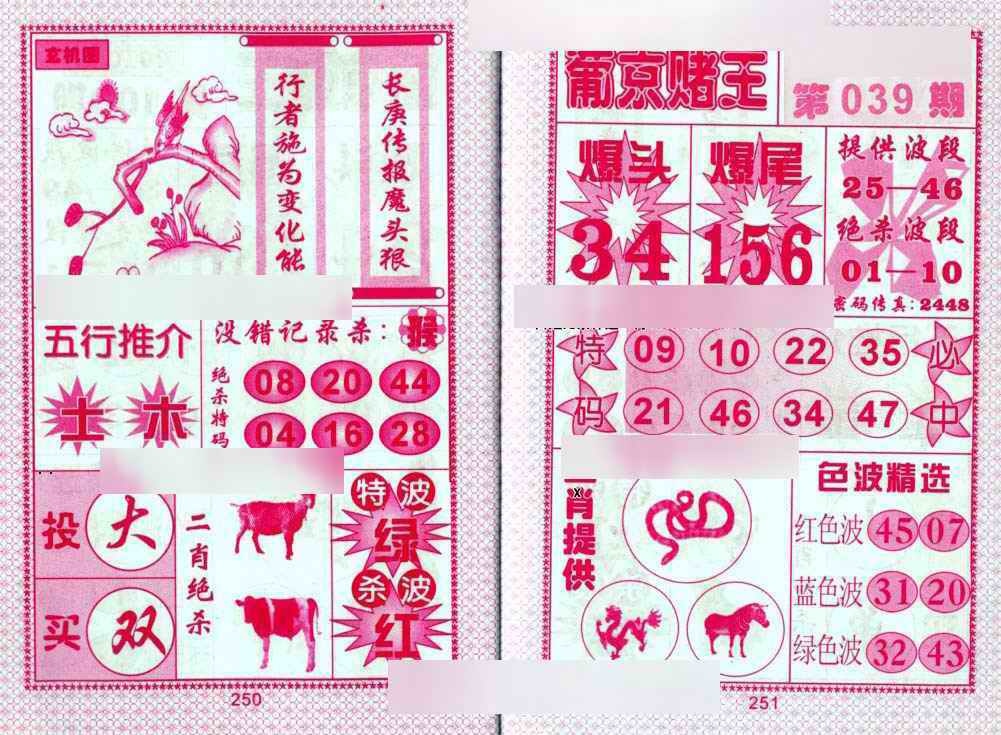 玄机图
长庚传报魔头狠
行者施为变化能
五行推介
土 木
没错记录杀：猴
绝杀特码
08 20 44
04 16 28
投 大
买 双
二肖绝杀
特波
绿
杀波
红
250
葡京赌王
第039期
爆头
34
爆尾
156
提供波段
25—46
绝杀波段
01—10
密码传真：2448
特 09 10 22 35 必
码 21 46 34 47 中
肖提供
色波精选
红色波 45 07
蓝色波 31 20
绿色波 32 43
251